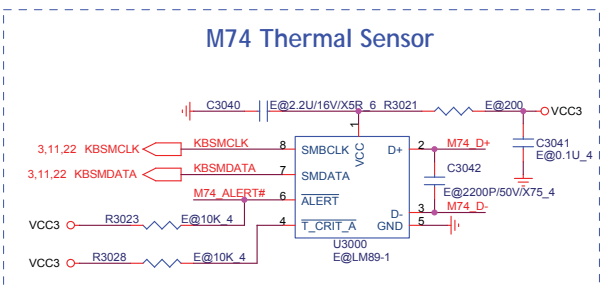 M74 Thermal Sensor
C3040 E@2.2U/16V/X5R_6 R3021 E@200 VCC3
C3041
E@0.1U_4
3,11,22 KBSMCLK KBSMCLK 8 SMBCLK VCC 1 D+ 2 M74_D+
3,11,22 KBSMDATA KBSMDATA 7 SMDATA C3042
M74_ALERT# 6 ALERT E@2200P/50V/X75_4
VCC3 R3023 E@10K_4 D- 3 M74_D-
4 T_CRIT_A GND 5
U3000
E@LM89-1
VCC3 R3028 E@10K_4